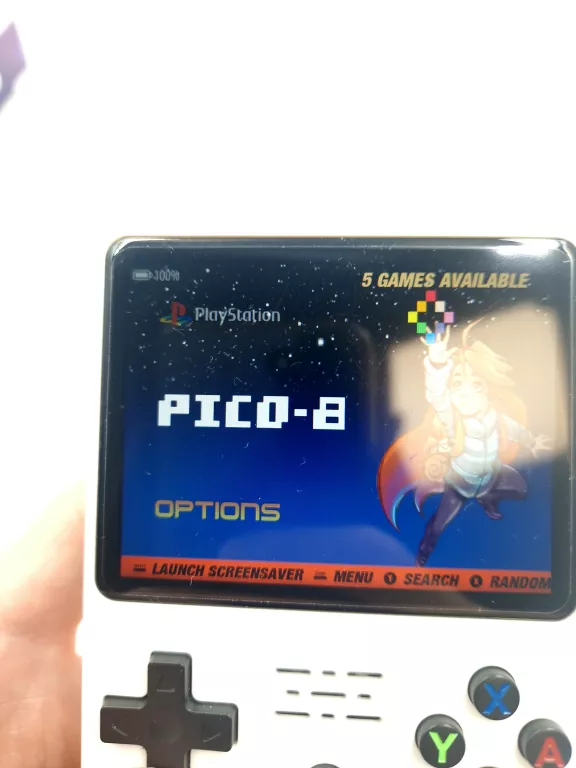 100%
5 GAMES AVAILABLE
PlayStation
PICO-8
OPTIONS
LAUNCH SCREENSAVER MENU Y SEARCH X RANDOM
X
Y
A